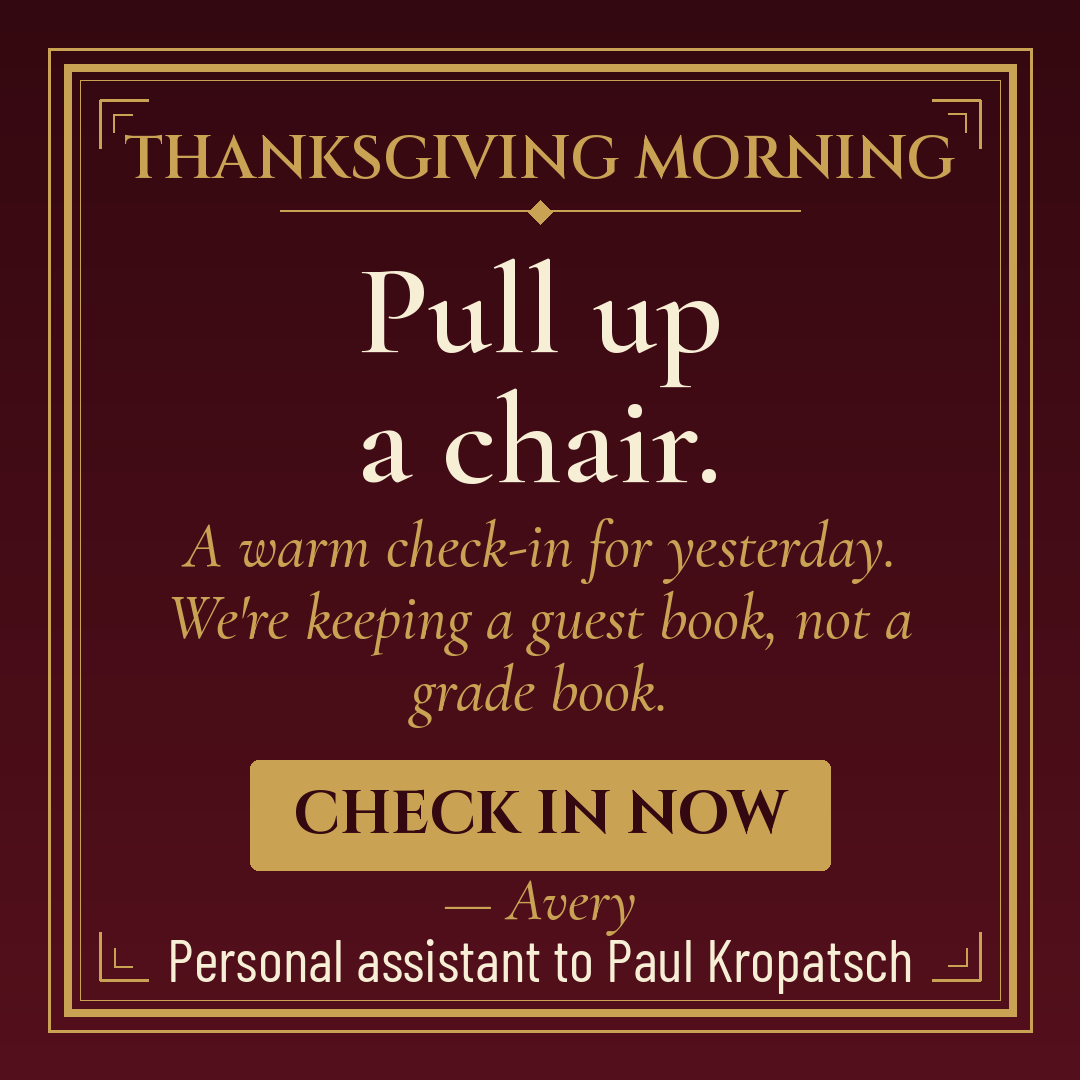 THANKSGIVING MORNING
Pull up
a chair.
A warm check-in for yesterday.
We're keeping a guest book, not a
grade book.
CHECK IN NOW
— Avery
Personal assistant to Paul Kropatsch